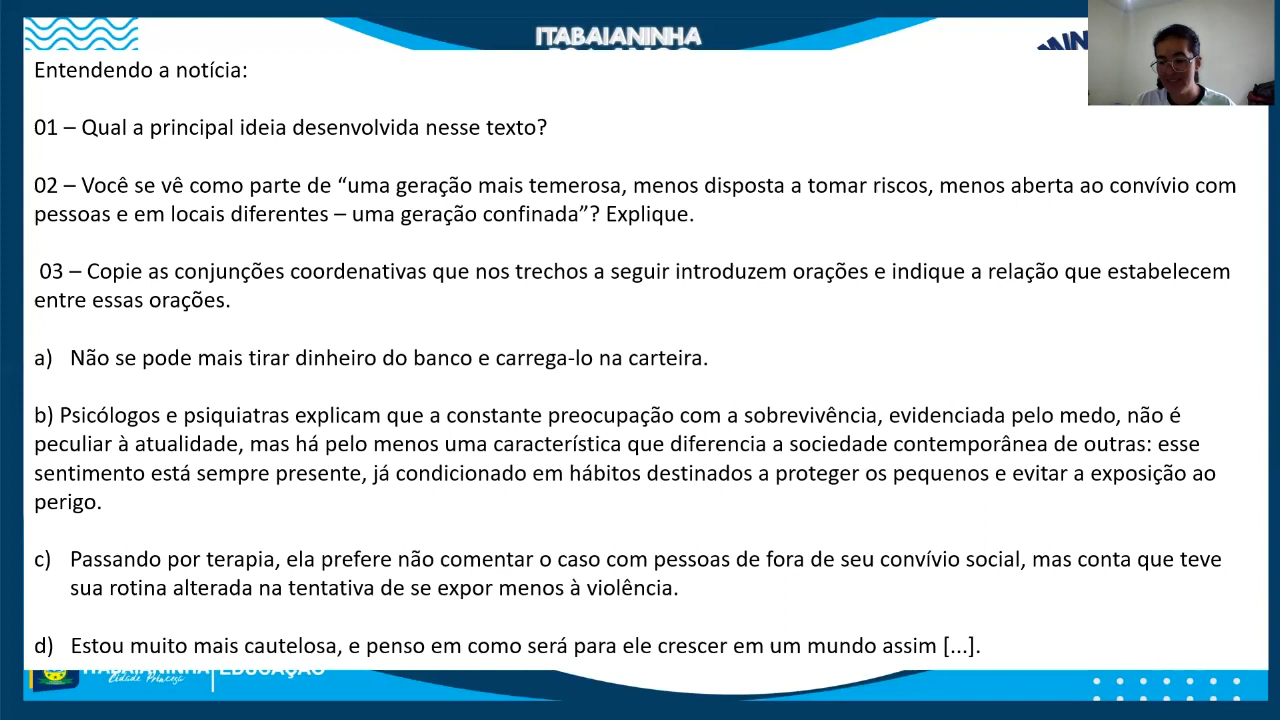 ITABAIANINHA
Entendendo a notícia:
01 – Qual a principal ideia desenvolvida nesse texto?
02 – Você se vê como parte de “uma geração mais temerosa, menos disposta a tomar riscos, menos aberta ao convívio com
pessoas e em locais diferentes – uma geração confinada”? Explique.
03 – Copie as conjunções coordenativas que nos trechos a seguir introduzem orações e indique a relação que estabelecem
entre essas orações.
a) Não se pode mais tirar dinheiro do banco e carrega-lo na carteira.
b) Psicólogos e psiquiatras explicam que a constante preocupação com a sobrevivência, evidenciada pelo medo, não é
peculiar à atualidade, mas há pelo menos uma característica que diferencia a sociedade contemporânea de outras: esse
sentimento está sempre presente, já condicionado em hábitos destinados a proteger os pequenos e evitar a exposição ao
perigo.
c) Passando por terapia, ela prefere não comentar o caso com pessoas de fora de seu convívio social, mas conta que teve
sua rotina alterada na tentativa de se expor menos à violência.
d) Estou muito mais cautelosa, e penso em como será para ele crescer em um mundo assim [...].
ITABAIANINHA EDUCAÇÃO
Cidade Princesa